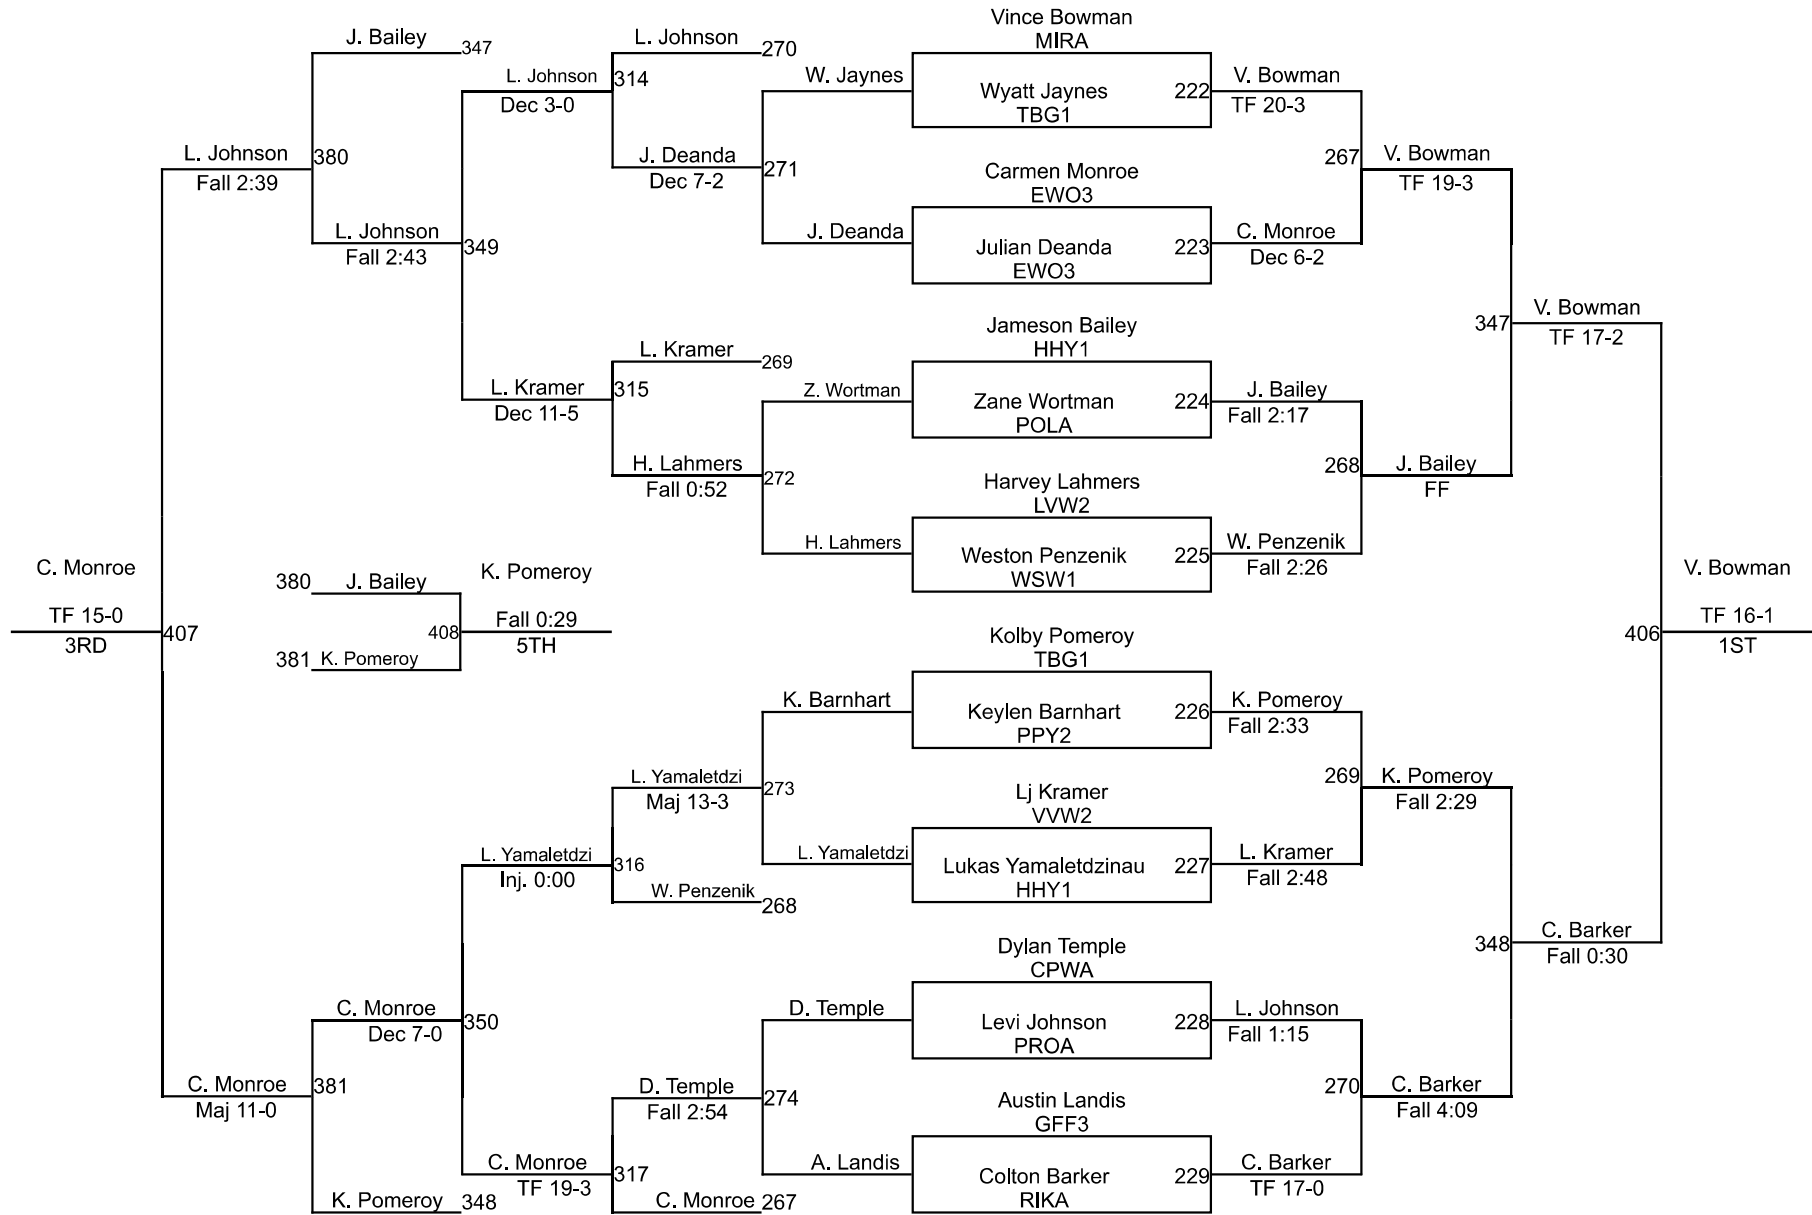 Vince Bowman
MIRA
J. Bailey
347
L. Johnson
270
L. Johnson
314
Dec 3-0
W. Jaynes
Wyatt Jaynes
TBG1
222
V. Bowman
TF 20-3
L. Johnson
380
Fall 2:39
J. Deanda
271
Dec 7-2
Carmen Monroe
EWO3
267
V. Bowman
TF 19-3
L. Johnson
349
Fall 2:43
J. Deanda
Julian Deanda
EWO3
223
C. Monroe
Dec 6-2
Jameson Bailey
HHY1
347
V. Bowman
TF 17-2
L. Kramer
269
L. Kramer
315
Dec 11-5
Z. Wortman
Zane Wortman
POLA
224
J. Bailey
Fall 2:17
H. Lahmers
272
Fall 0:52
Harvey Lahmers
LVW2
268
J. Bailey
FF
H. Lahmers
Weston Penzenik
WSW1
225
W. Penzenik
Fall 2:26
C. Monroe
TF 15-0
3RD
407
380
J. Bailey
K. Pomeroy
408
Fall 0:29
5TH
381
K. Pomeroy
V. Bowman
406
TF 16-1
1ST
Kolby Pomeroy
TBG1
K. Barnhart
Keylen Barnhart
PPY2
226
K. Pomeroy
Fall 2:33
L. Yamaletdzi
273
Maj 13-3
Lj Kramer
VVW2
269
K. Pomeroy
Fall 2:29
L. Yamaletdzi
316
Inj. 0:00
L. Yamaletdzi
Lukas Yamaletdzinau
HHY1
227
L. Kramer
Fall 2:48
W. Penzenik
268
Dylan Temple
CPWA
348
C. Barker
Fall 0:30
C. Monroe
350
Dec 7-0
D. Temple
Levi Johnson
PROA
228
L. Johnson
Fall 1:15
C. Monroe
381
Maj 11-0
D. Temple
274
Fall 2:54
Austin Landis
GFF3
270
C. Barker
Fall 4:09
C. Monroe
317
TF 19-3
A. Landis
Colton Barker
RIKA
229
C. Barker
TF 17-0
K. Pomeroy
348
C. Monroe
267